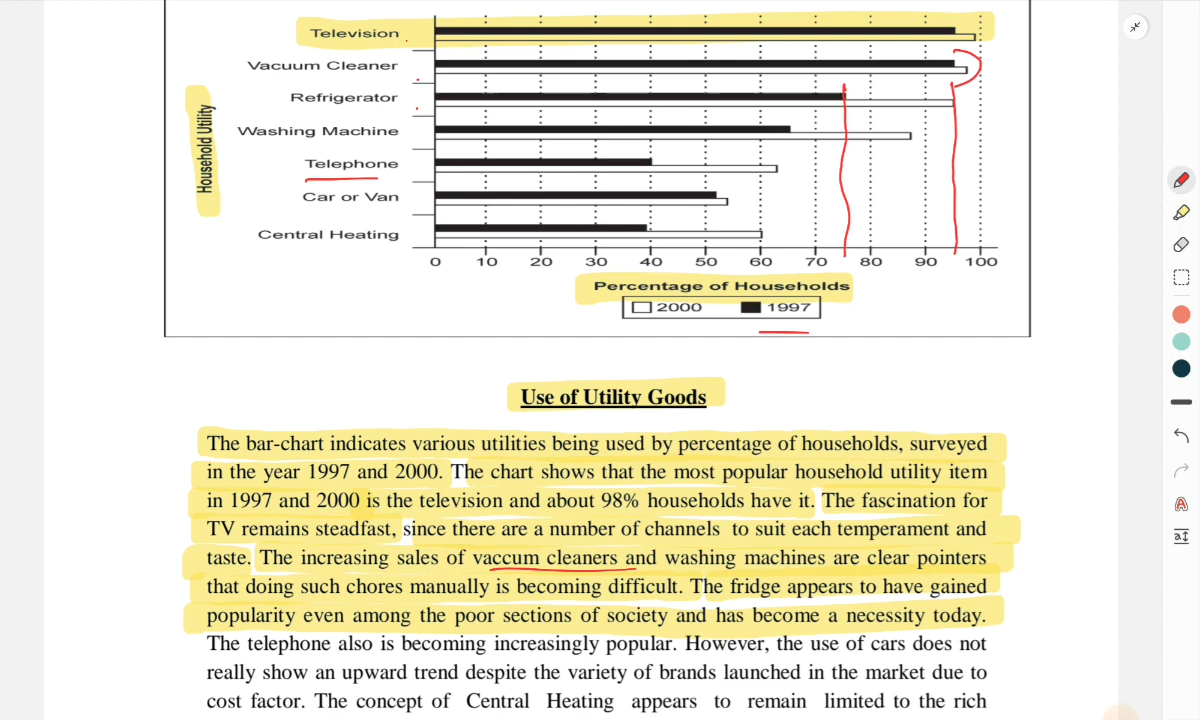 Television
Vacuum Cleaner
Refrigerator
Washing Machine
Telephone
Car or Van
Central Heating
Household Utility
0 10 20 30 40 50 60 70 80 90 100
Percentage of Households
2000 1997
Use of Utility Goods
The bar-chart indicates various utilities being used by percentage of households, surveyed
in the year 1997 and 2000. The chart shows that the most popular household utility item
in 1997 and 2000 is the television and about 98% households have it. The fascination for
TV remains steadfast, since there are a number of channels to suit each temperament and
taste. The increasing sales of vaccum cleaners and washing machines are clear pointers
that doing such chores manually is becoming difficult. The fridge appears to have gained
popularity even among the poor sections of society and has become a necessity today.
The telephone also is becoming increasingly popular. However, the use of cars does not
really show an upward trend despite the variety of brands launched in the market due to
cost factor. The concept of Central Heating appears to remain limited to the rich
A
a